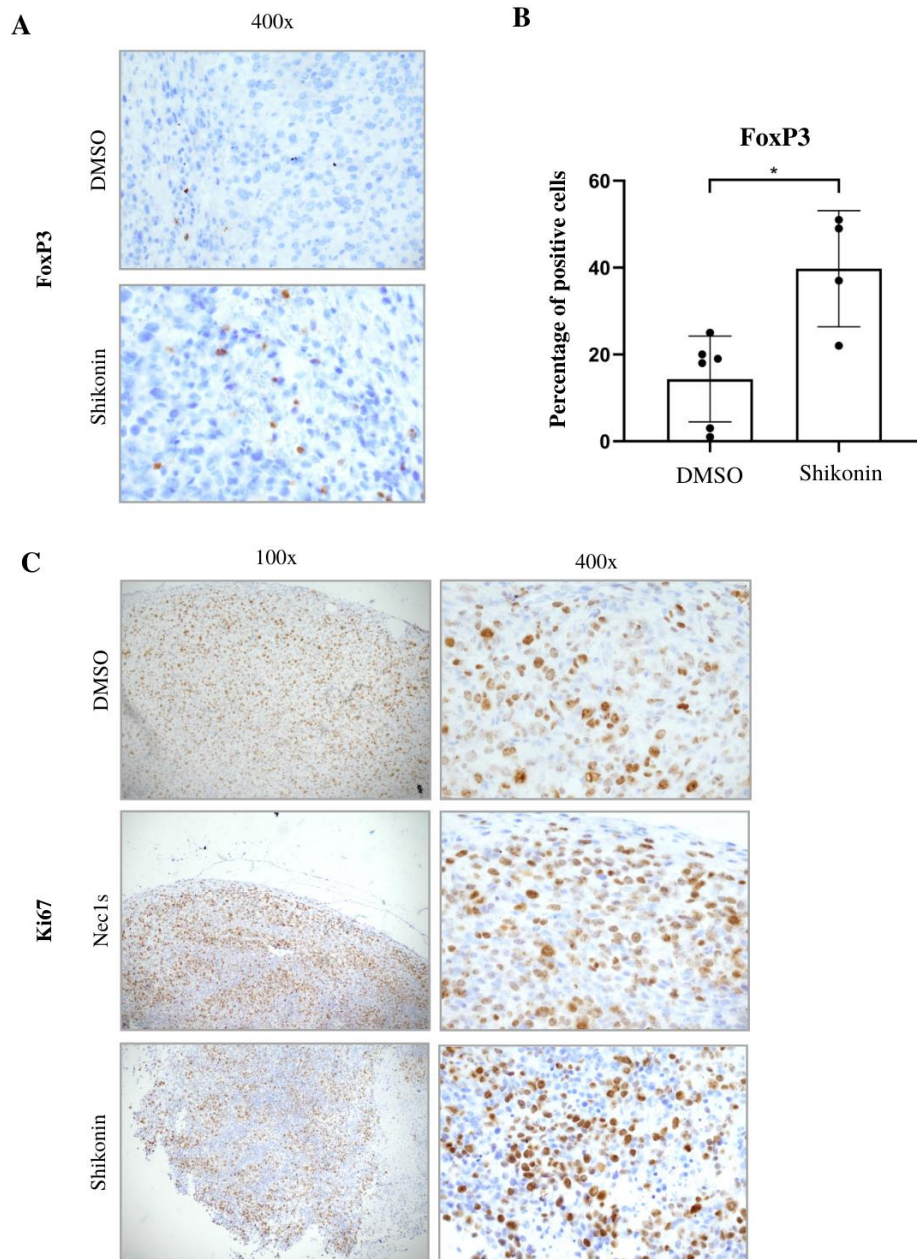 A
400x
DMSO
FoxP3
Shikonin
B
FoxP3
*
Percentage of positive cells
60
40
20
0
DMSO
Shikonin
C
100x
400x
DMSO
Ki67
Nec1s
Shikonin